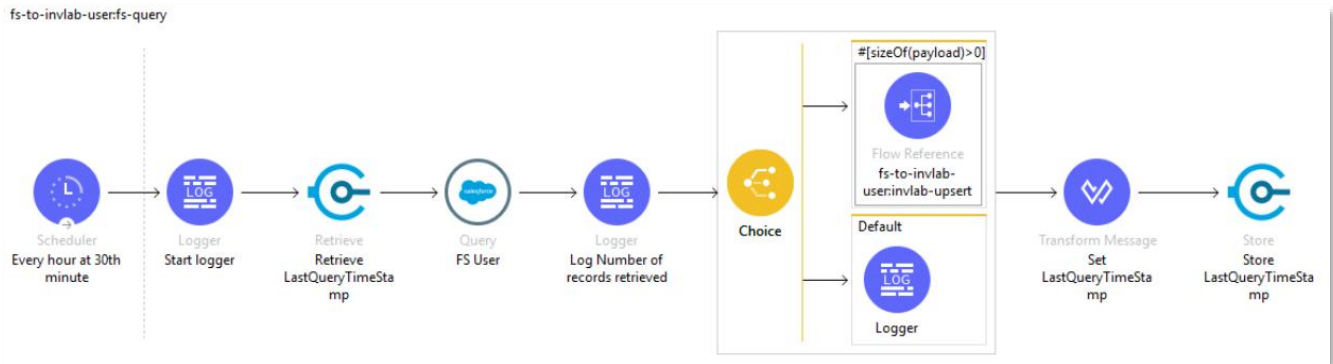 fs-to-invlab-user:fs-query
Scheduler
Every hour at 30th
minute
LOG
Logger
Start logger
Retrieve
Retrieve
LastQueryTimeSta
mp
salesforce
Query
FS User
LOG
Logger
Log Number of
records retrieved
Choice
#[sizeOf(payload)>0]
Flow Reference
fs-to-invlab-
user:invlab-upsert
Default
LOG
Logger
Transform Message
Set
LastQueryTimeSta
mp
Store
Store
LastQueryTimeSta
mp